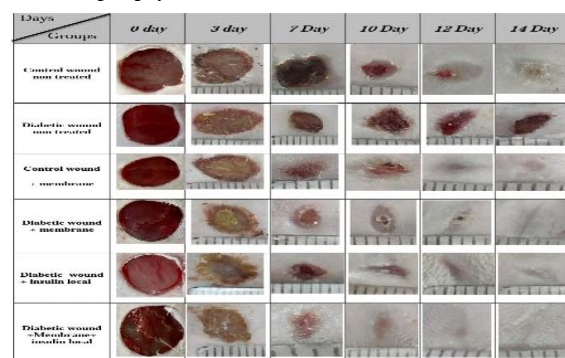 Days
Groups
0 day
3 day
7 Day
10 Day
12 Day
14 Day
Control wound
non treated
Diabetic wound
non treated
Control wound
+ membrane
Diabetic wound
+ membrane
Diabetic wound
+ insulin local
Diabetic wound
+Membrane+
insulin local